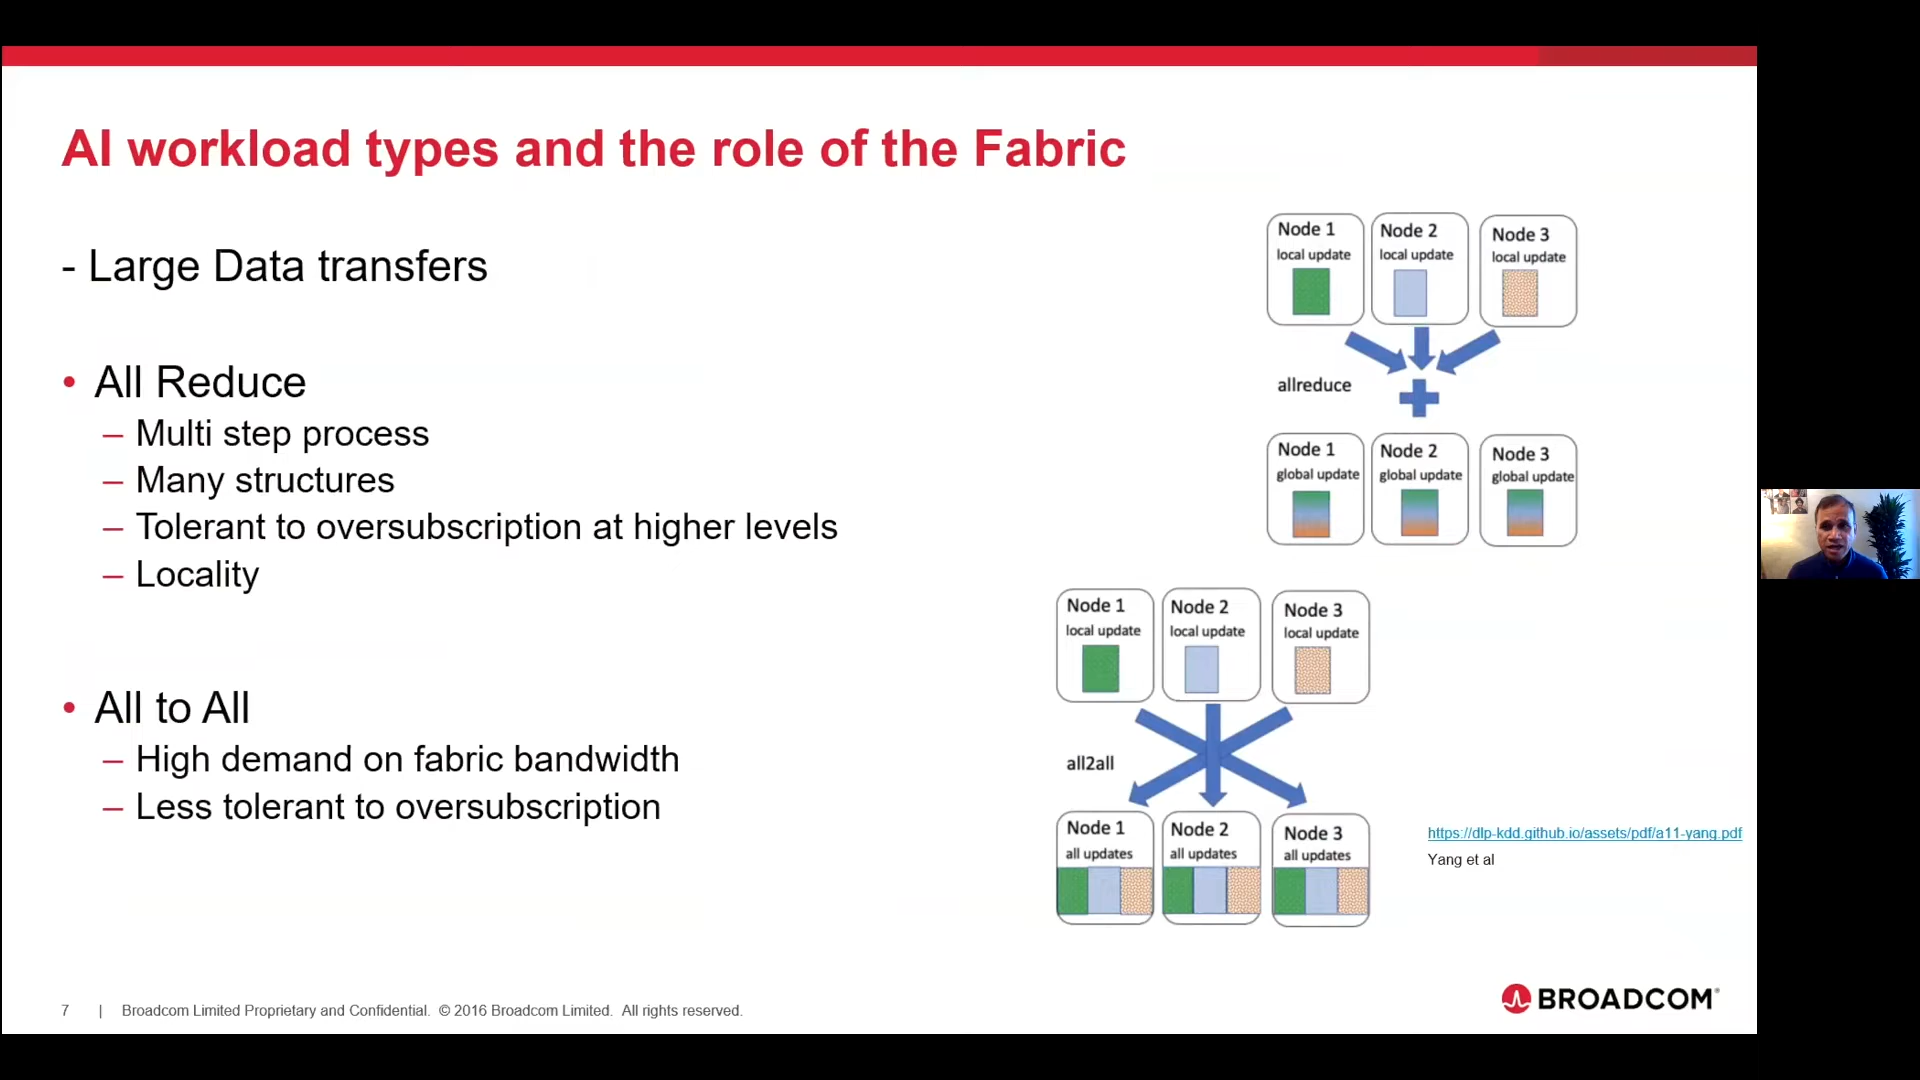 AI workload types and the role of the Fabric
- Large Data transfers
• All Reduce
– Multi step process
– Many structures
– Tolerant to oversubscription at higher levels
– Locality
• All to All
– High demand on fabric bandwidth
– Less tolerant to oversubscription
Node 1
local update
Node 2
local update
Node 3
local update
allreduce
Node 1
global update
Node 2
global update
Node 3
global update
Node 1
local update
Node 2
local update
Node 3
local update
all2all
Node 1
all updates
Node 2
all updates
Node 3
all updates
https://dlp-kdd.github.io/assets/pdf/a11-yang.pdf
Yang et al
7 | Broadcom Limited Proprietary and Confidential. © 2016 Broadcom Limited. All rights reserved.
BROADCOM®